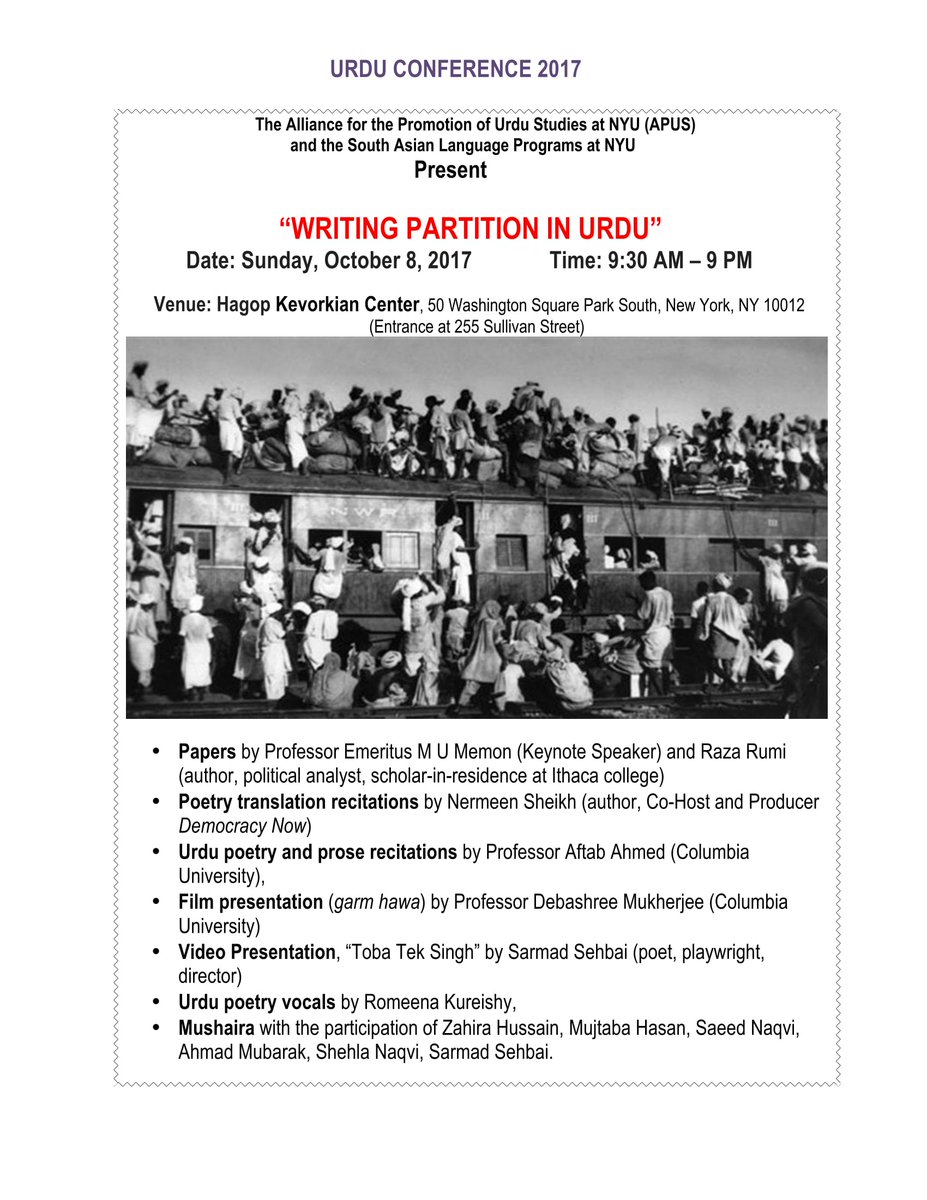 URDU CONFERENCE 2017
The Alliance for the Promotion of Urdu Studies at NYU (APUS)
and the South Asian Language Programs at NYU
Present
“WRITING PARTITION IN URDU”
Date: Sunday, October 8, 2017 Time: 9:30 AM – 9 PM
Venue: Hagop Kevorkian Center, 50 Washington Square Park South, New York, NY 10012
(Entrance at 255 Sullivan Street)
N W R
III
III
• Papers by Professor Emeritus M U Memon (Keynote Speaker) and Raza Rumi
(author, political analyst, scholar-in-residence at Ithaca college)
• Poetry translation recitations by Nermeen Sheikh (author, Co-Host and Producer
Democracy Now)
• Urdu poetry and prose recitations by Professor Aftab Ahmed (Columbia
University),
• Film presentation (garm hawa) by Professor Debashree Mukherjee (Columbia
University)
• Video Presentation, “Toba Tek Singh” by Sarmad Sehbai (poet, playwright,
director)
• Urdu poetry vocals by Romeena Kureishy,
• Mushaira with the participation of Zahira Hussain, Mujtaba Hasan, Saeed Naqvi,
Ahmad Mubarak, Shehla Naqvi, Sarmad Sehbai.